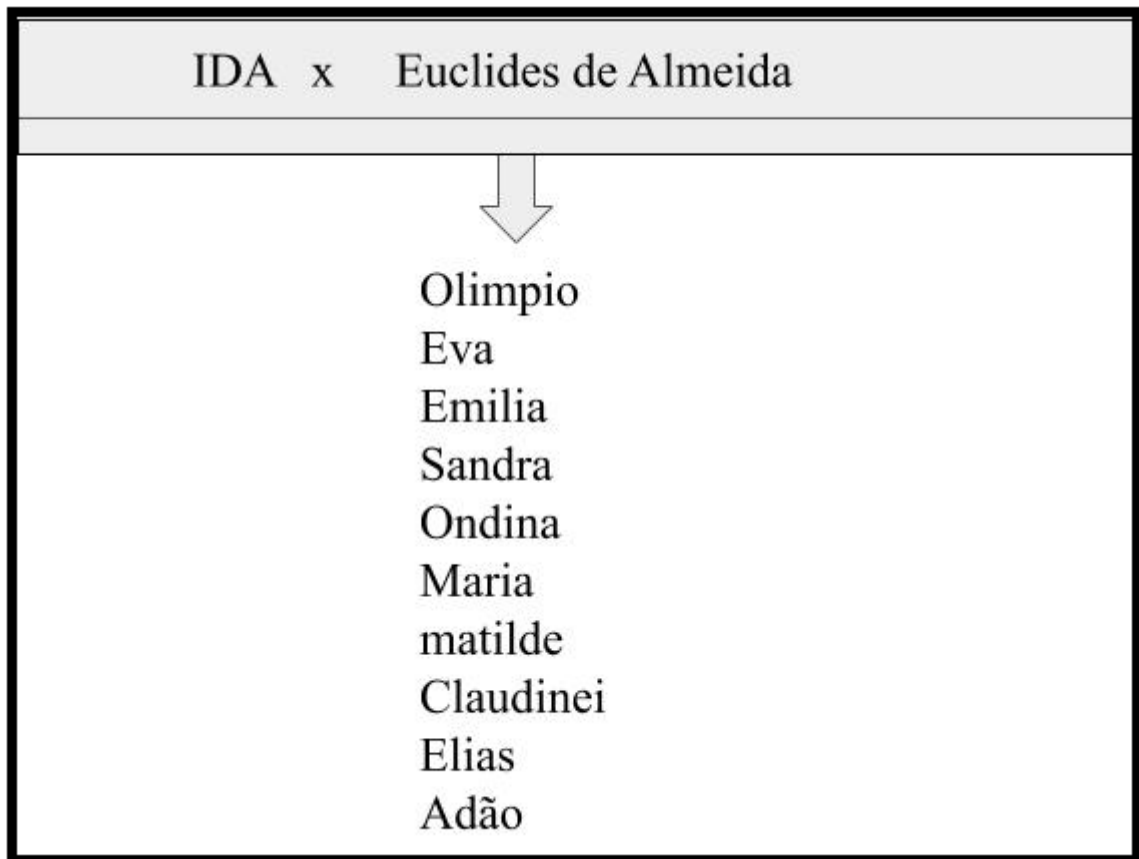 IDA x Euclides de Almeida
Olimpio
Eva
Emilia
Sandra
Ondina
Maria
matilde
Claudinei
Elias
Adão